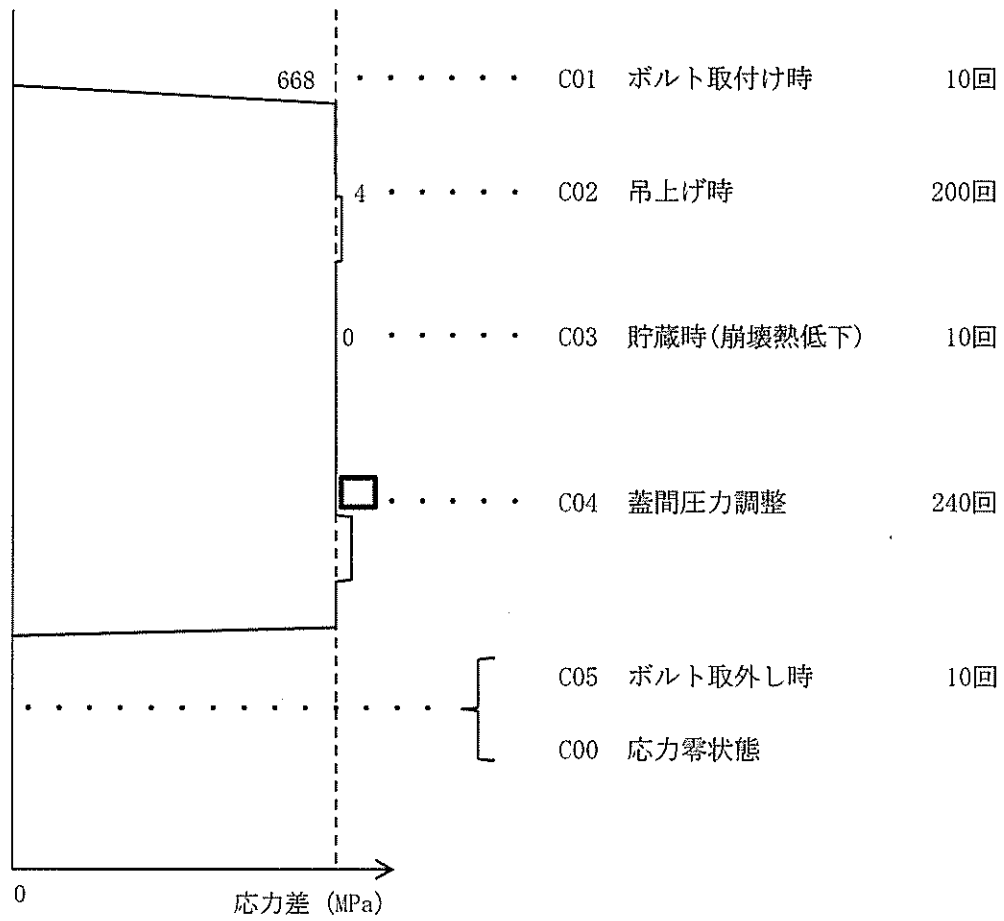 668 ・・・・・・ C01 ボルト取付け時 10回
4 ・・・・・ C02 吊上げ時 200回
0 ・・・・・ C03 貯蔵時(崩壊熱低下) 10回
・・・・・ C04 蓋間圧力調整 240回
C05 ボルト取外し時 10回
・・・・・・・・・・・・・・
C00 応力零状態
0
応力差 (MPa)